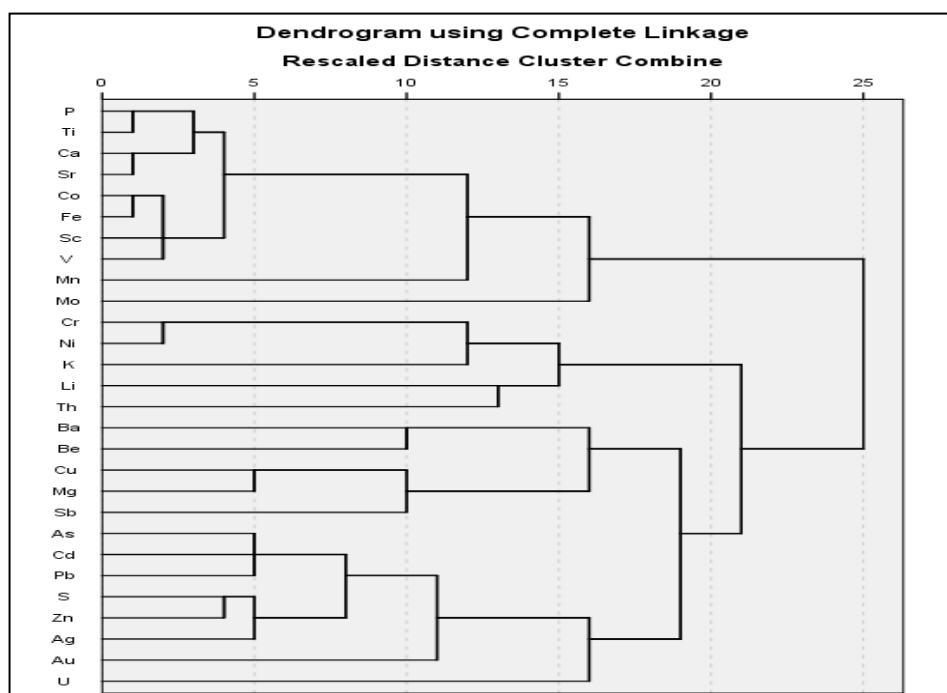 Dendrogram using Complete Linkage
Rescaled Distance Cluster Combine
0 5 10 15 20 25
P
Ti
Ca
Sr
Co
Fe
Sc
V
Mn
Mo
Cr
Ni
K
Li
Th
Ba
Be
Cu
Mg
Sb
As
Cd
Pb
S
Zn
Ag
Au
U